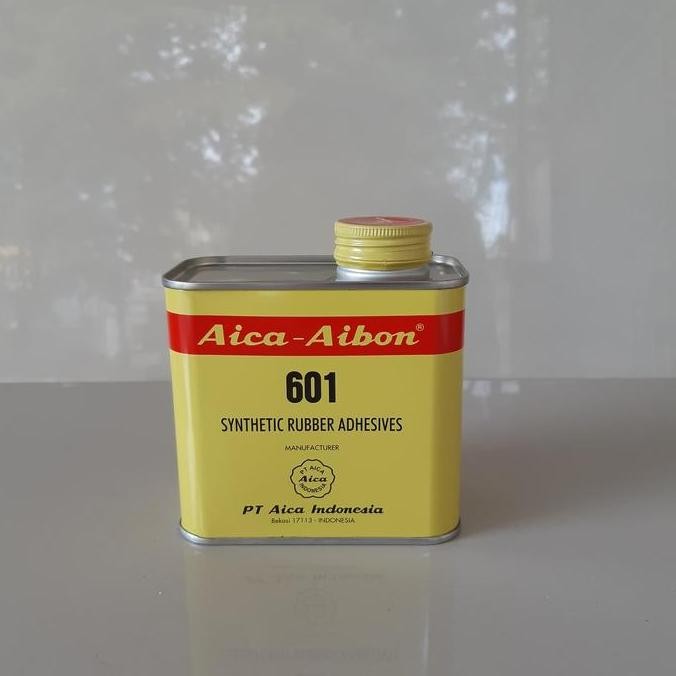 Aica-Aibon®
601
SYNTHETIC RUBBER ADHESIVES
MANUFACTURER
PT AICA
Aica
INDONESIA
PT Aica Indonesia
Bekasi 17113 - INDONESIA